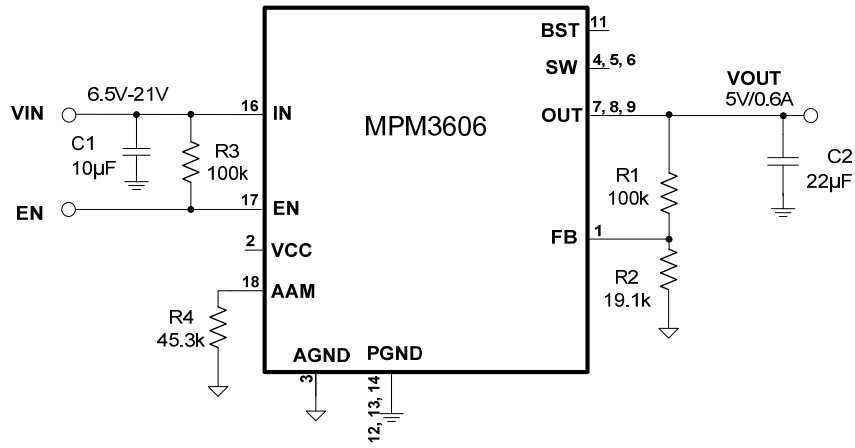 BST 11
SW 4, 5, 6
VIN 6.5V-21V 16 IN
MPM3606
OUT 7, 8, 9
VOUT
5V/0.6A
C1
10µF
R3
100k
R1
100k
C2
22µF
EN 17 EN
2 VCC
FB 1
18 AAM
R2
19.1k
R4
45.3k
AGND PGND
3
12, 13, 14